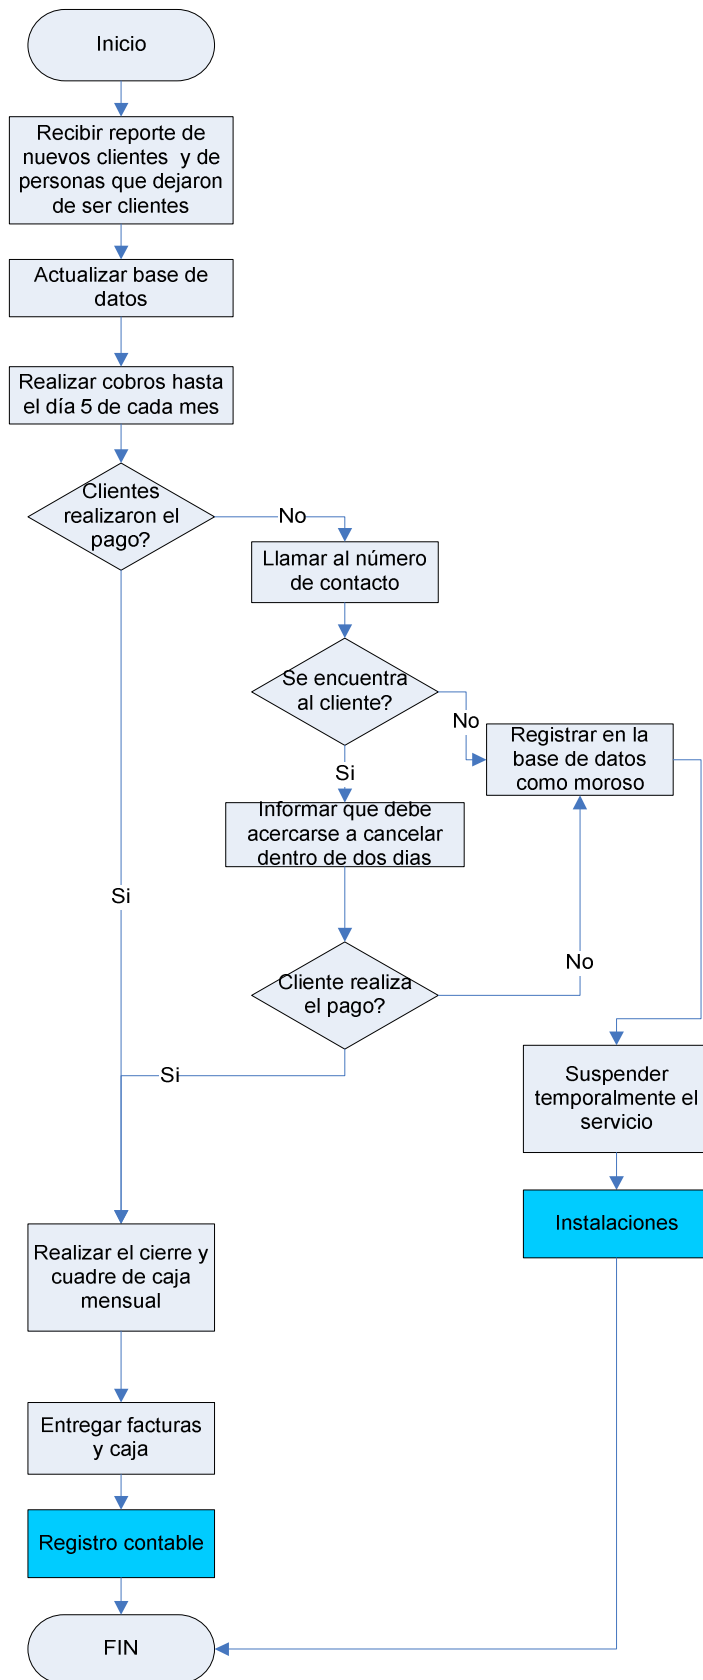 Inicio
Recibir reporte de
nuevos clientes y de
personas que dejaron
de ser clientes
Actualizar base de
datos
Realizar cobros hasta
el día 5 de cada mes
Clientes
realizaron el
pago?
No
Llamar al número
de contacto
Se encuentra
al cliente?
No
Registrar en la
base de datos
como moroso
Si
Informar que debe
acercarse a cancelar
dentro de dos dias
Si
Cliente realiza
el pago?
No
Si
Suspender
temporalmente el
servicio
Instalaciones
Realizar el cierre y
cuadre de caja
mensual
Entregar facturas
y caja
Registro contable
FIN